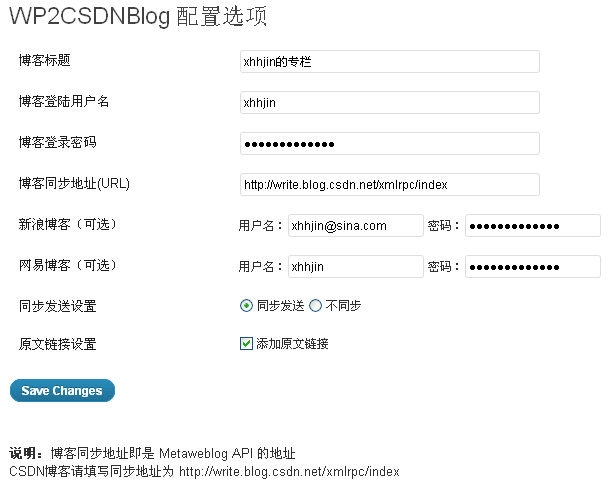 WP2CSDNBlog 配置选项
博客标题 xhhjin的专栏
博客登陆用户名 xhhjin
博客登录密码 ●●●●●●●●●●●●●
博客同步地址(URL) http://write.blog.csdn.net/xmlrpc/index
新浪博客（可选） 用户名： xhhjin@sina.com 密码： ●●●●●●●●●●●●●
网易博客（可选） 用户名： xhhjin 密码： ●●●●●●●●●●●●●
同步发送设置 同步发送 不同步
原文链接设置 添加原文链接
Save Changes
说明：博客同步地址即是 Metaweblog API 的地址
CSDN博客请填写同步地址为 http://write.blog.csdn.net/xmlrpc/index